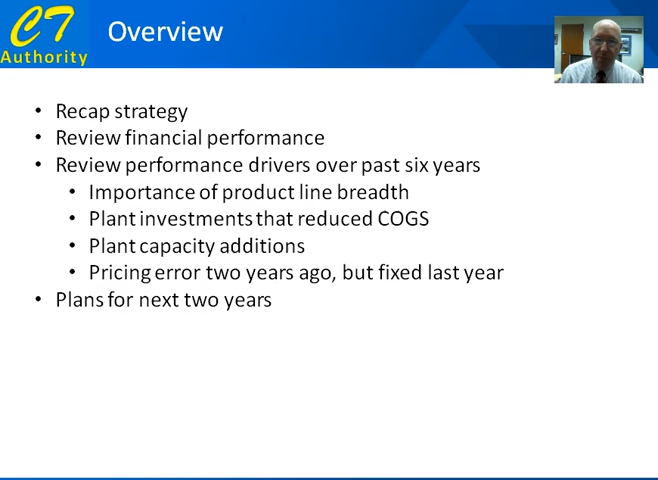 CT
Authority
Overview
• Recap strategy
• Review financial performance
• Review performance drivers over past six years
• Importance of product line breadth
• Plant investments that reduced COGS
• Plant capacity additions
• Pricing error two years ago, but fixed last year
• Plans for next two years